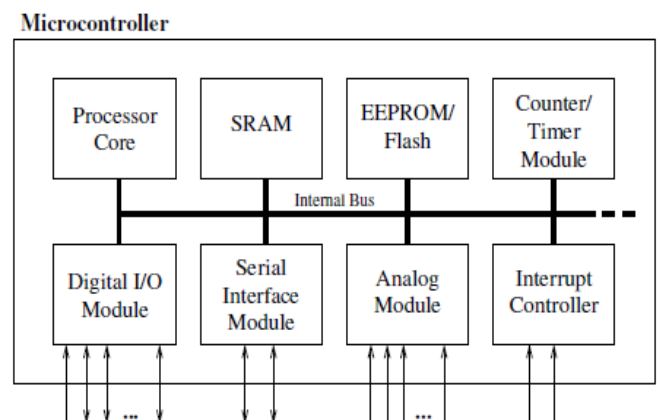 Microcontroller
Processor
Core
SRAM
EEPROM/
Flash
Counter/
Timer
Module
Internal Bus
Digital I/O
Module
Serial
Interface
Module
Analog
Module
Interrupt
Controller
...
...